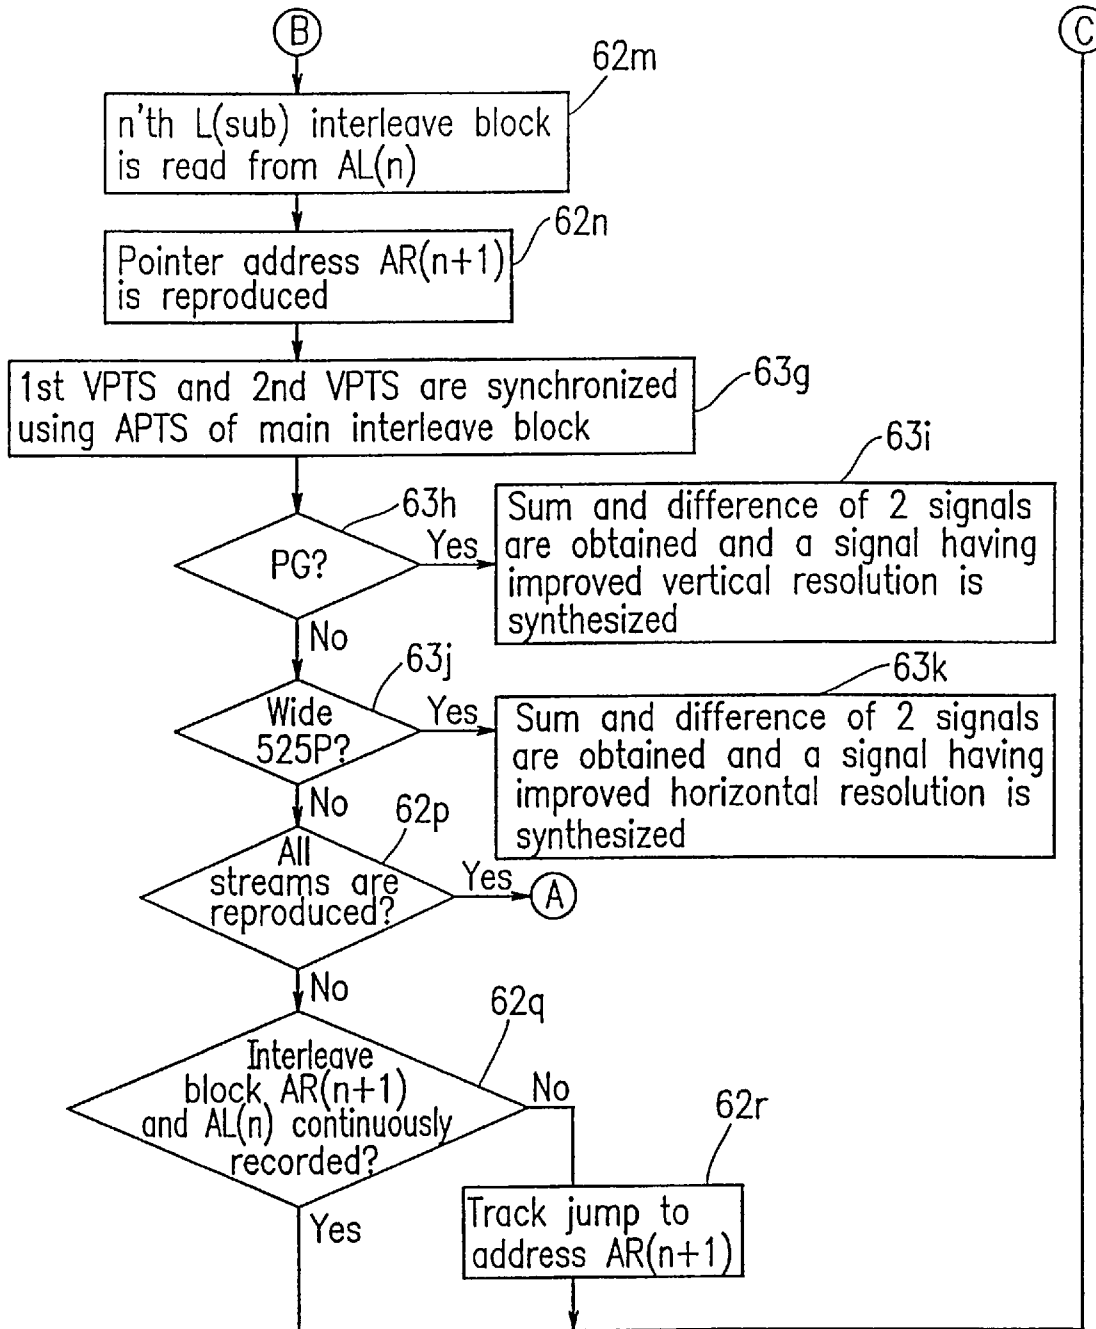 B
C
62m
n'th L(sub) interleave block
is read from AL(n)
62n
Pointer address AR(n+1)
is reproduced
63g
1st VPTS and 2nd VPTS are synchronized
using APTS of main interleave block
63h
PG?
Yes
63i
Sum and difference of 2 signals
are obtained and a signal having
improved vertical resolution is
synthesized
No
63j
Wide
525P?
Yes
63k
Sum and difference of 2 signals
are obtained and a signal having
improved horizontal resolution is
synthesized
No
62p
All
streams are
reproduced?
Yes
A
No
62q
Interleave
block AR(n+1)
and AL(n) continuously
recorded?
No
62r
Track jump to
address AR(n+1)
Yes